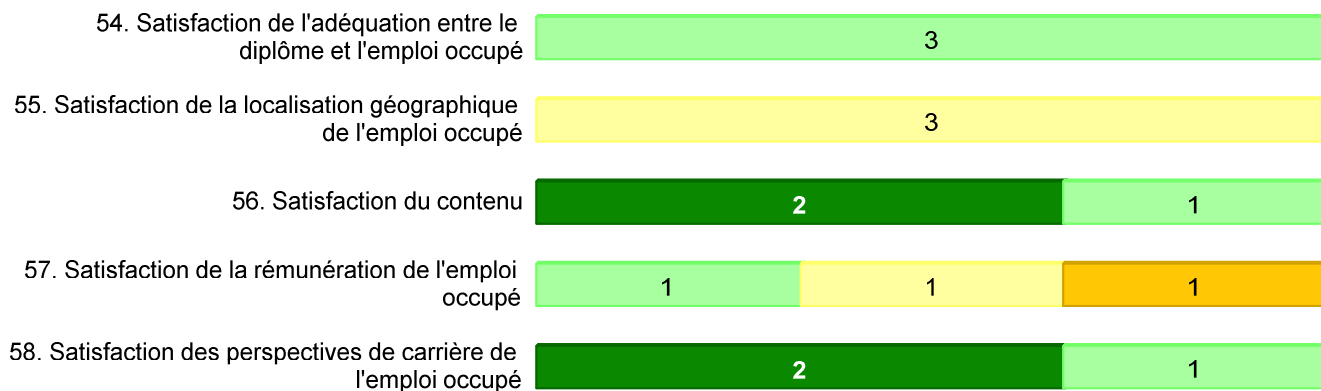 54. Satisfaction de l'adéquation entre le
diplôme et l'emploi occupé
3
55. Satisfaction de la localisation géographique
de l'emploi occupé
3
56. Satisfaction du contenu
2 1
57. Satisfaction de la rémunération de l'emploi
occupé
1 1 1
58. Satisfaction des perspectives de carrière de
l'emploi occupé
2 1